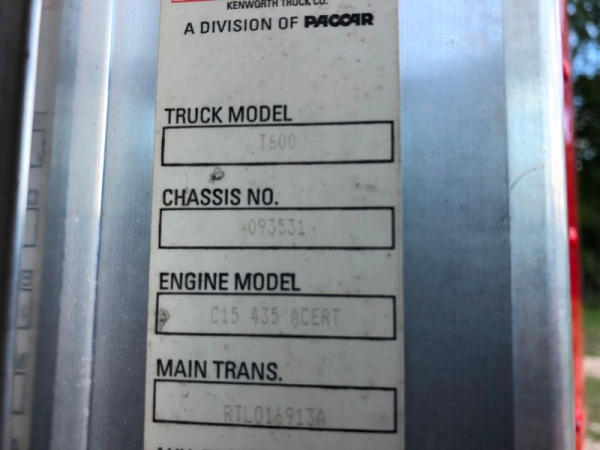 KENWORTH TRUCK CO.
A DIVISION OF PACCAR
TRUCK MODEL
T600
CHASSIS NO.
093531
ENGINE MODEL
C15 435 ACERT
MAIN TRANS.
RTLO16913A